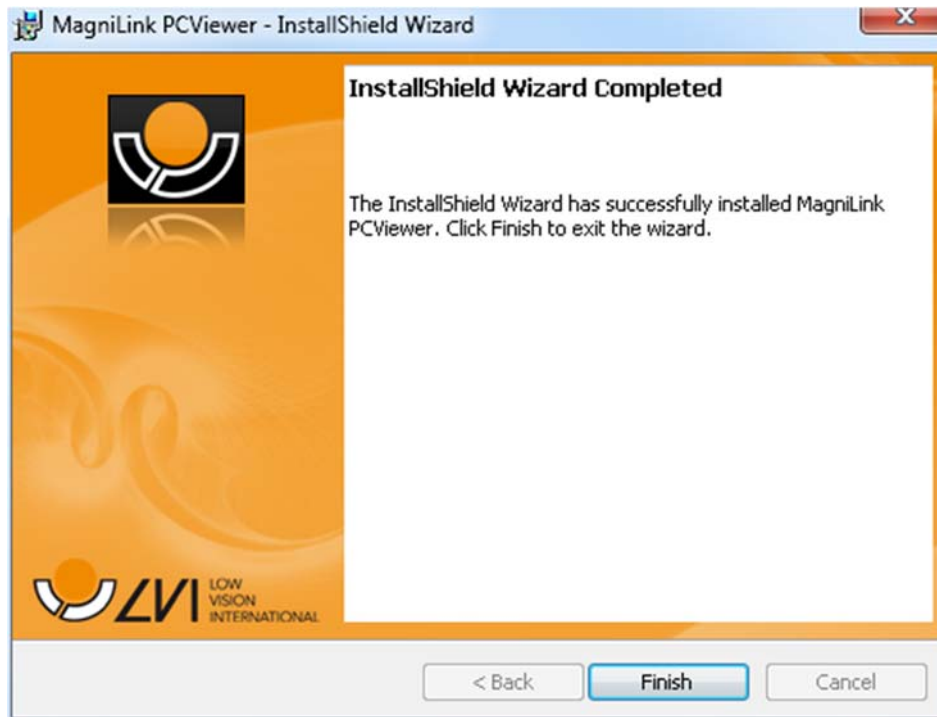 MagniLink PCViewer - InstallShield Wizard
InstallShield Wizard Completed
The InstallShield Wizard has successfully installed MagniLink
PCViewer. Click Finish to exit the wizard.
LVI
LOW
VISION
INTERNATIONAL
< Back
Finish
Cancel